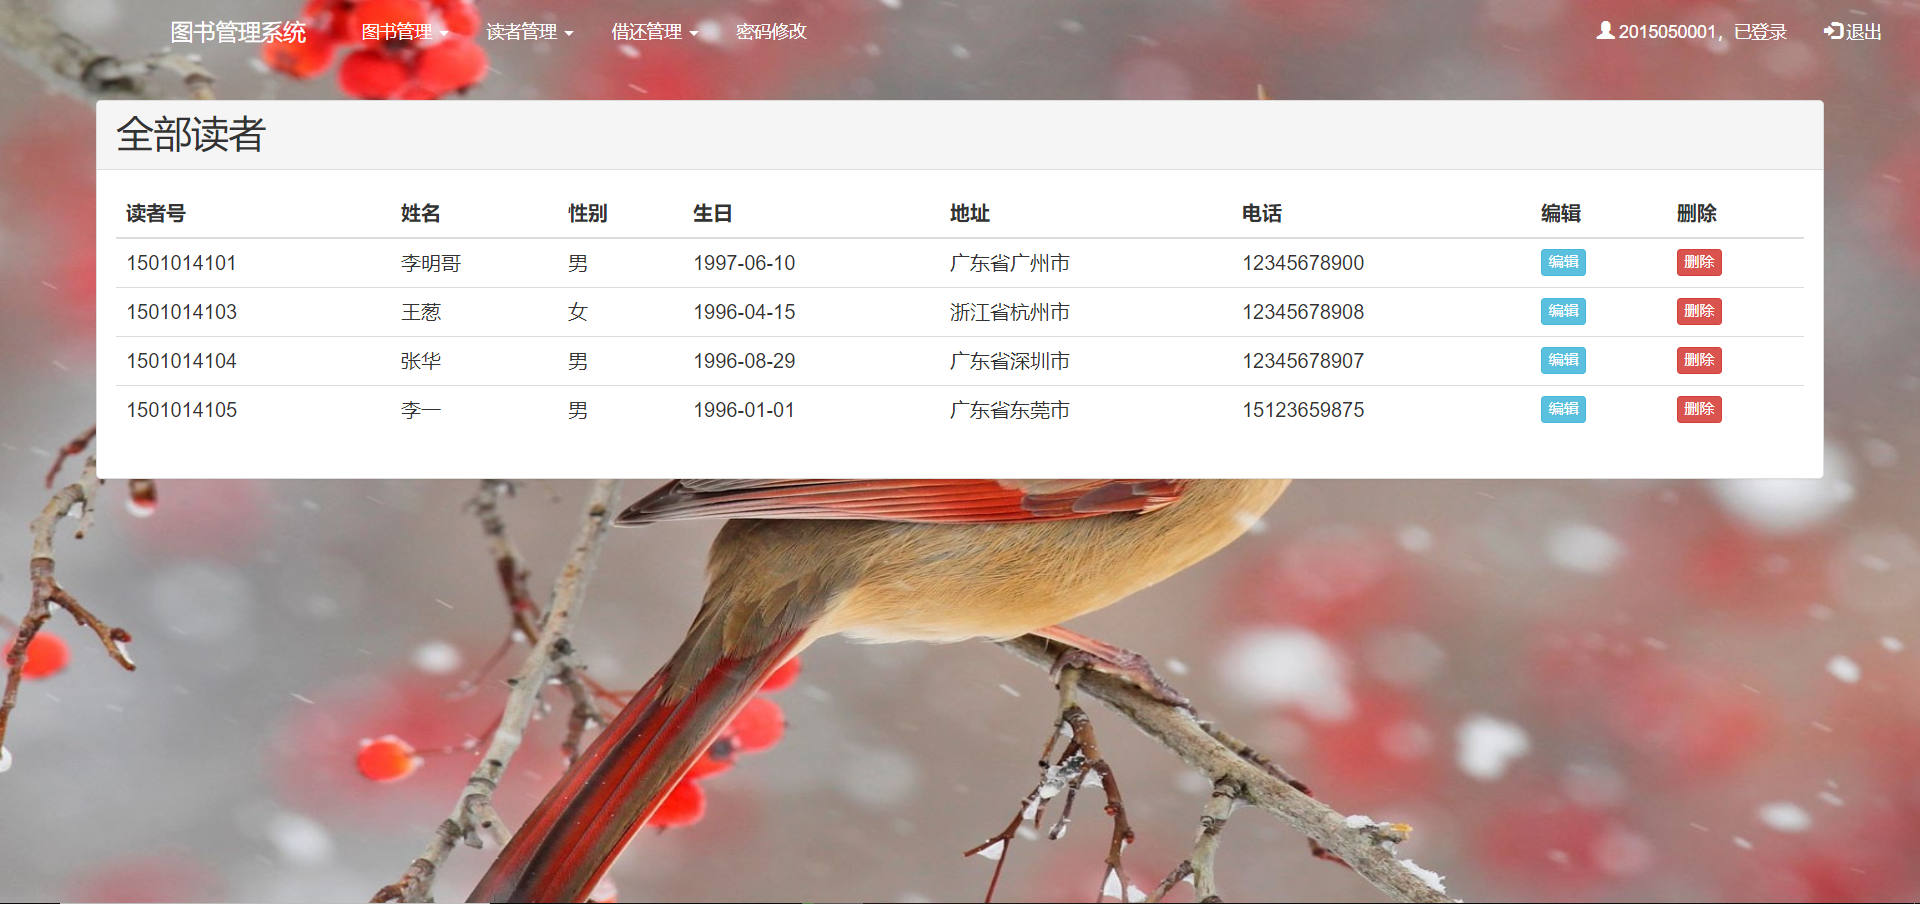 图书管理系统 图书管理 读者管理 借还管理 密码修改 2015050001，已登录 退出
全部读者
读者号 姓名 性别 生日 地址 电话 编辑 删除
1501014101 李明哥 男 1997-06-10 广东省广州市 12345678900 编辑 删除
1501014103 王葱 女 1996-04-15 浙江省杭州市 12345678908 编辑 删除
1501014104 张华 男 1996-08-29 广东省深圳市 12345678907 编辑 删除
1501014105 李一 男 1996-01-01 广东省东莞市 15123659875 编辑 删除